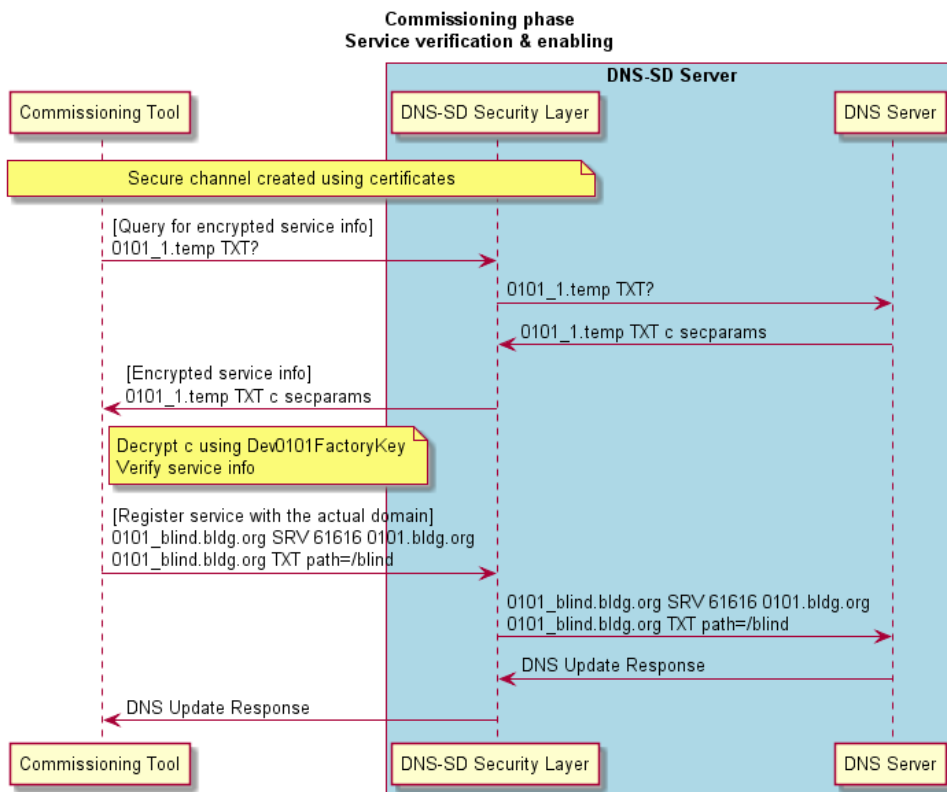 Commissioning phase
Service verification & enabling
DNS-SD Server
Commissioning Tool
DNS-SD Security Layer
DNS Server
Secure channel created using certificates
[Query for encrypted service info]
0101_1.temp TXT?
0101_1.temp TXT?
0101_1.temp TXT c secparams
[Encrypted service info]
0101_1.temp TXT c secparams
Decrypt c using Dev0101FactoryKey
Verify service info
[Register service with the actual domain]
0101_blind.bldg.org SRV 61616 0101.bldg.org
0101_blind.bldg.org TXT path=/blind
0101_blind.bldg.org SRV 61616 0101.bldg.org
0101_blind.bldg.org TXT path=/blind
DNS Update Response
DNS Update Response
Commissioning Tool
DNS-SD Security Layer
DNS Server